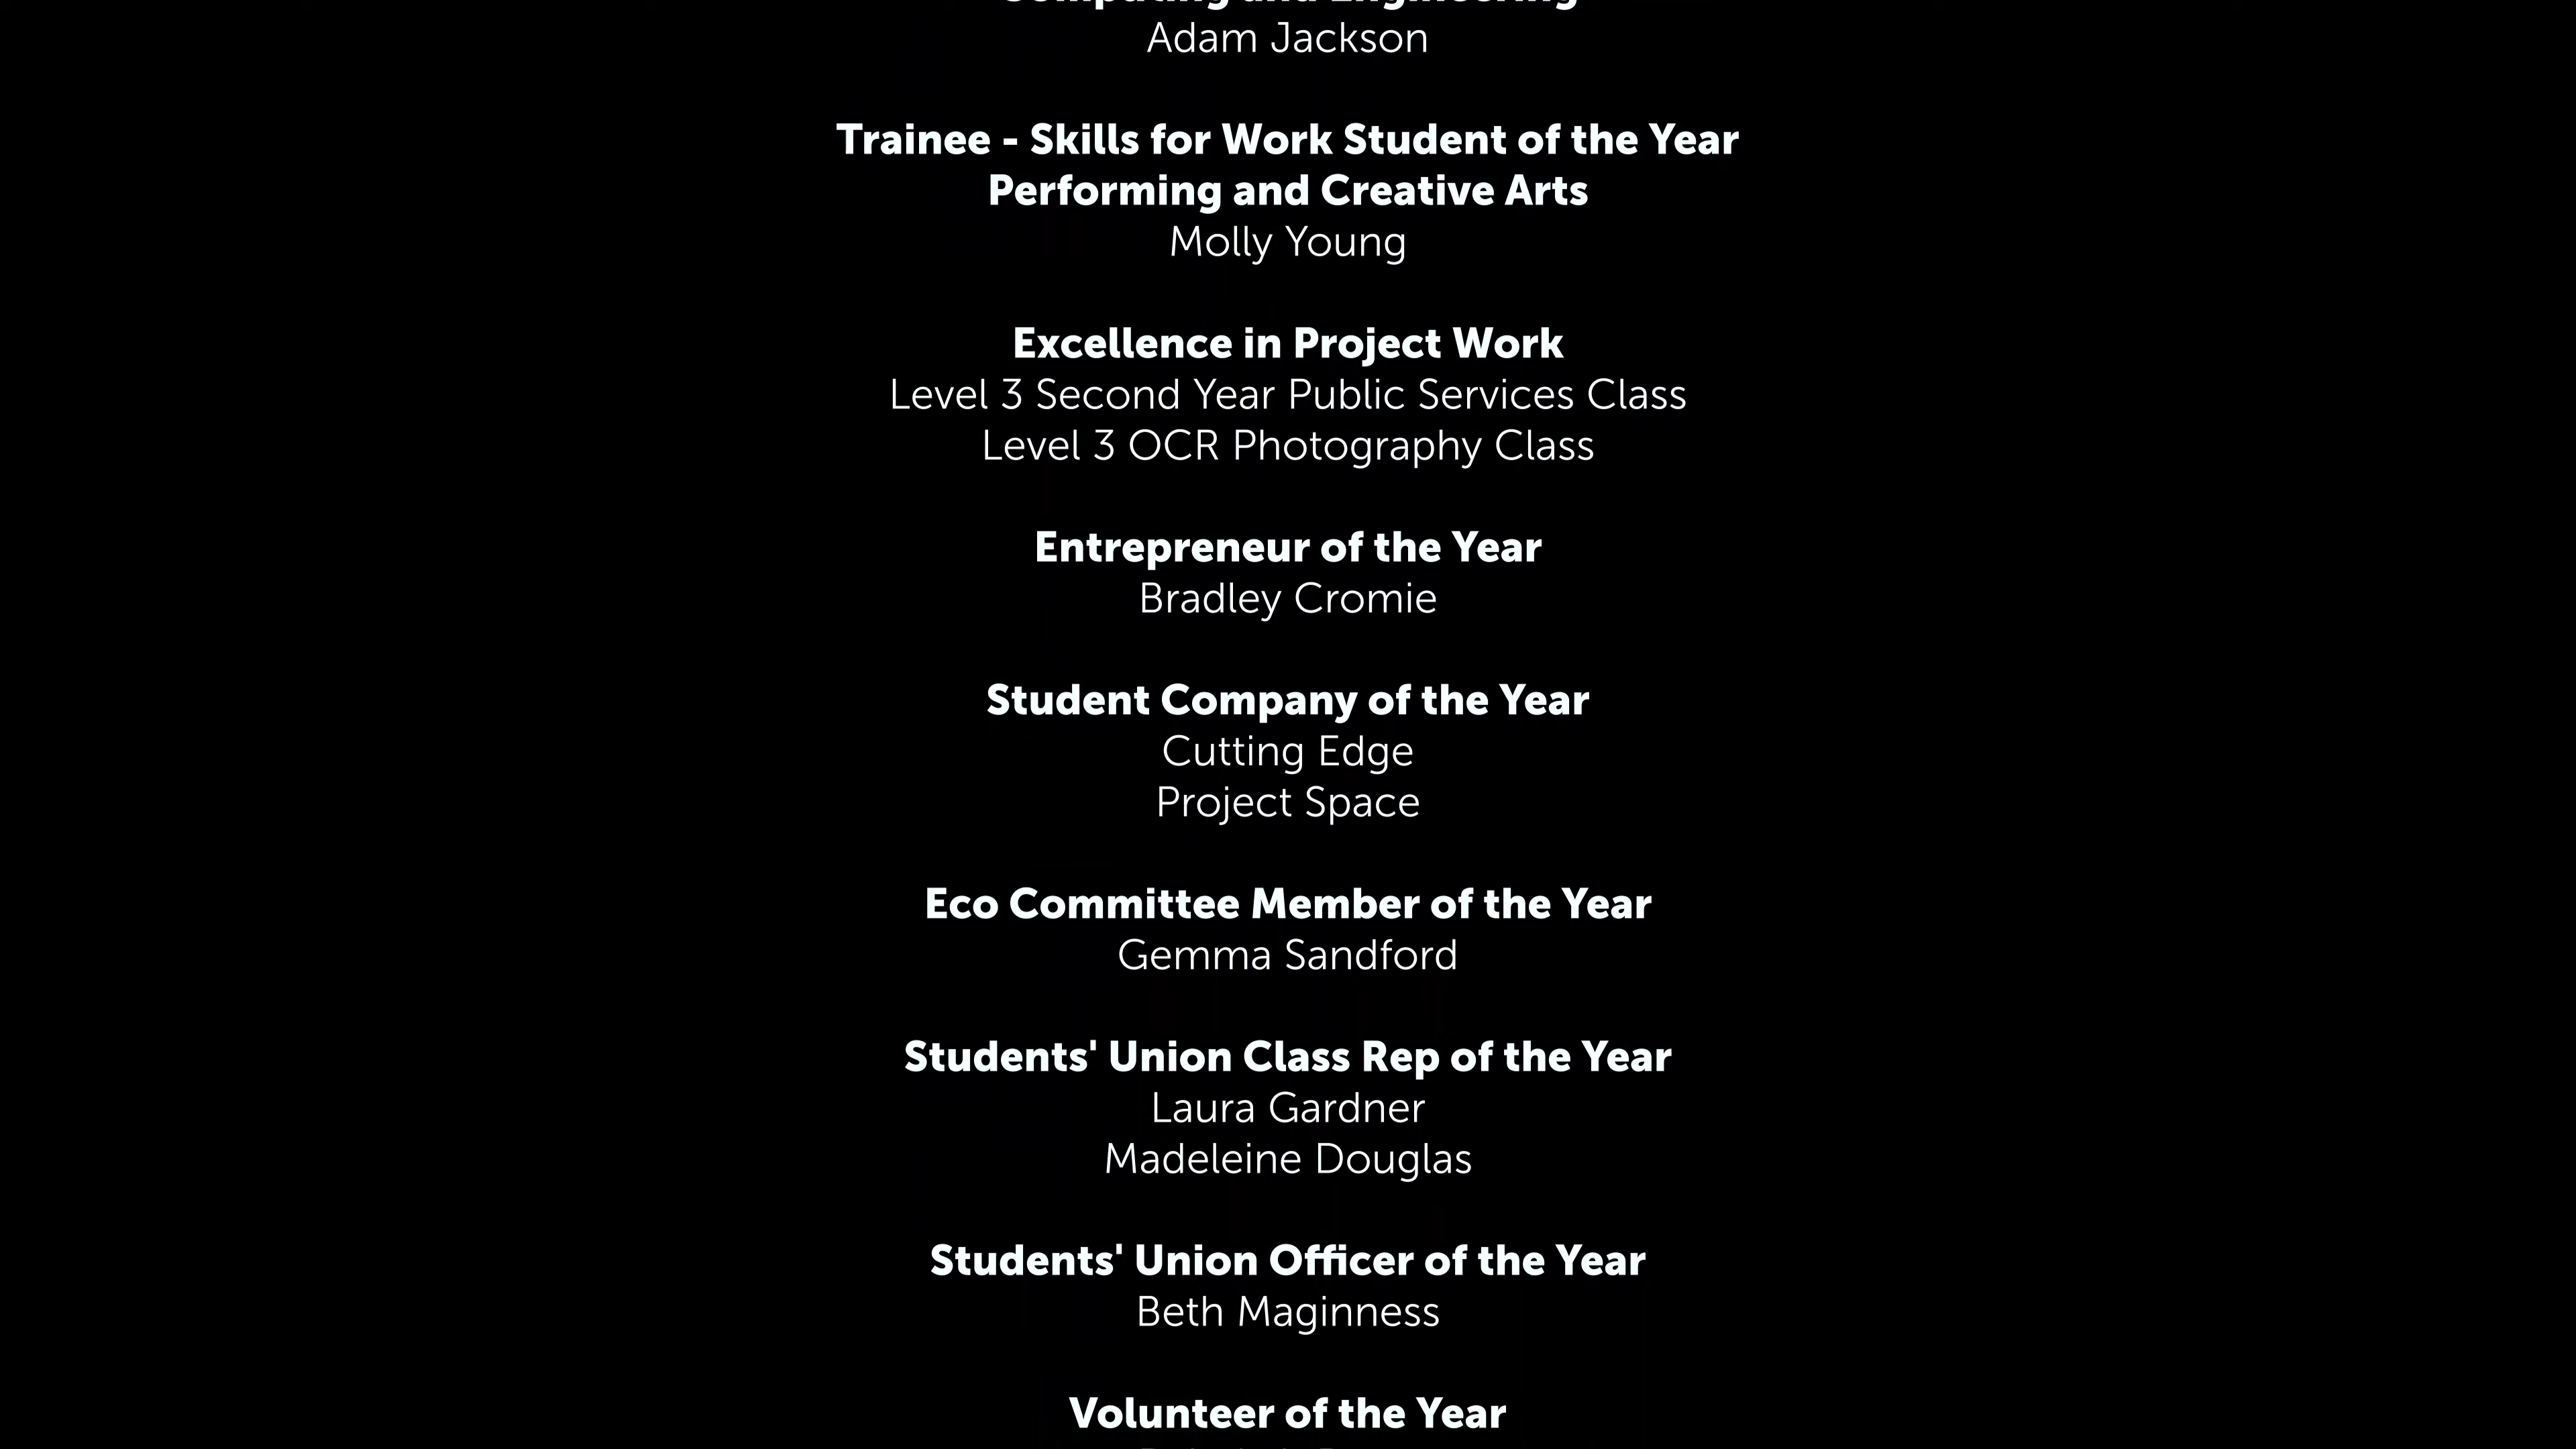 Computing and Engineering
Adam Jackson
Trainee - Skills for Work Student of the Year
Performing and Creative Arts
Molly Young
Excellence in Project Work
Level 3 Second Year Public Services Class
Level 3 OCR Photography Class
Entrepreneur of the Year
Bradley Cromie
Student Company of the Year
Cutting Edge
Project Space
Eco Committee Member of the Year
Gemma Sandford
Students' Union Class Rep of the Year
Laura Gardner
Madeleine Douglas
Students' Union Officer of the Year
Beth Maginness
Volunteer of the Year